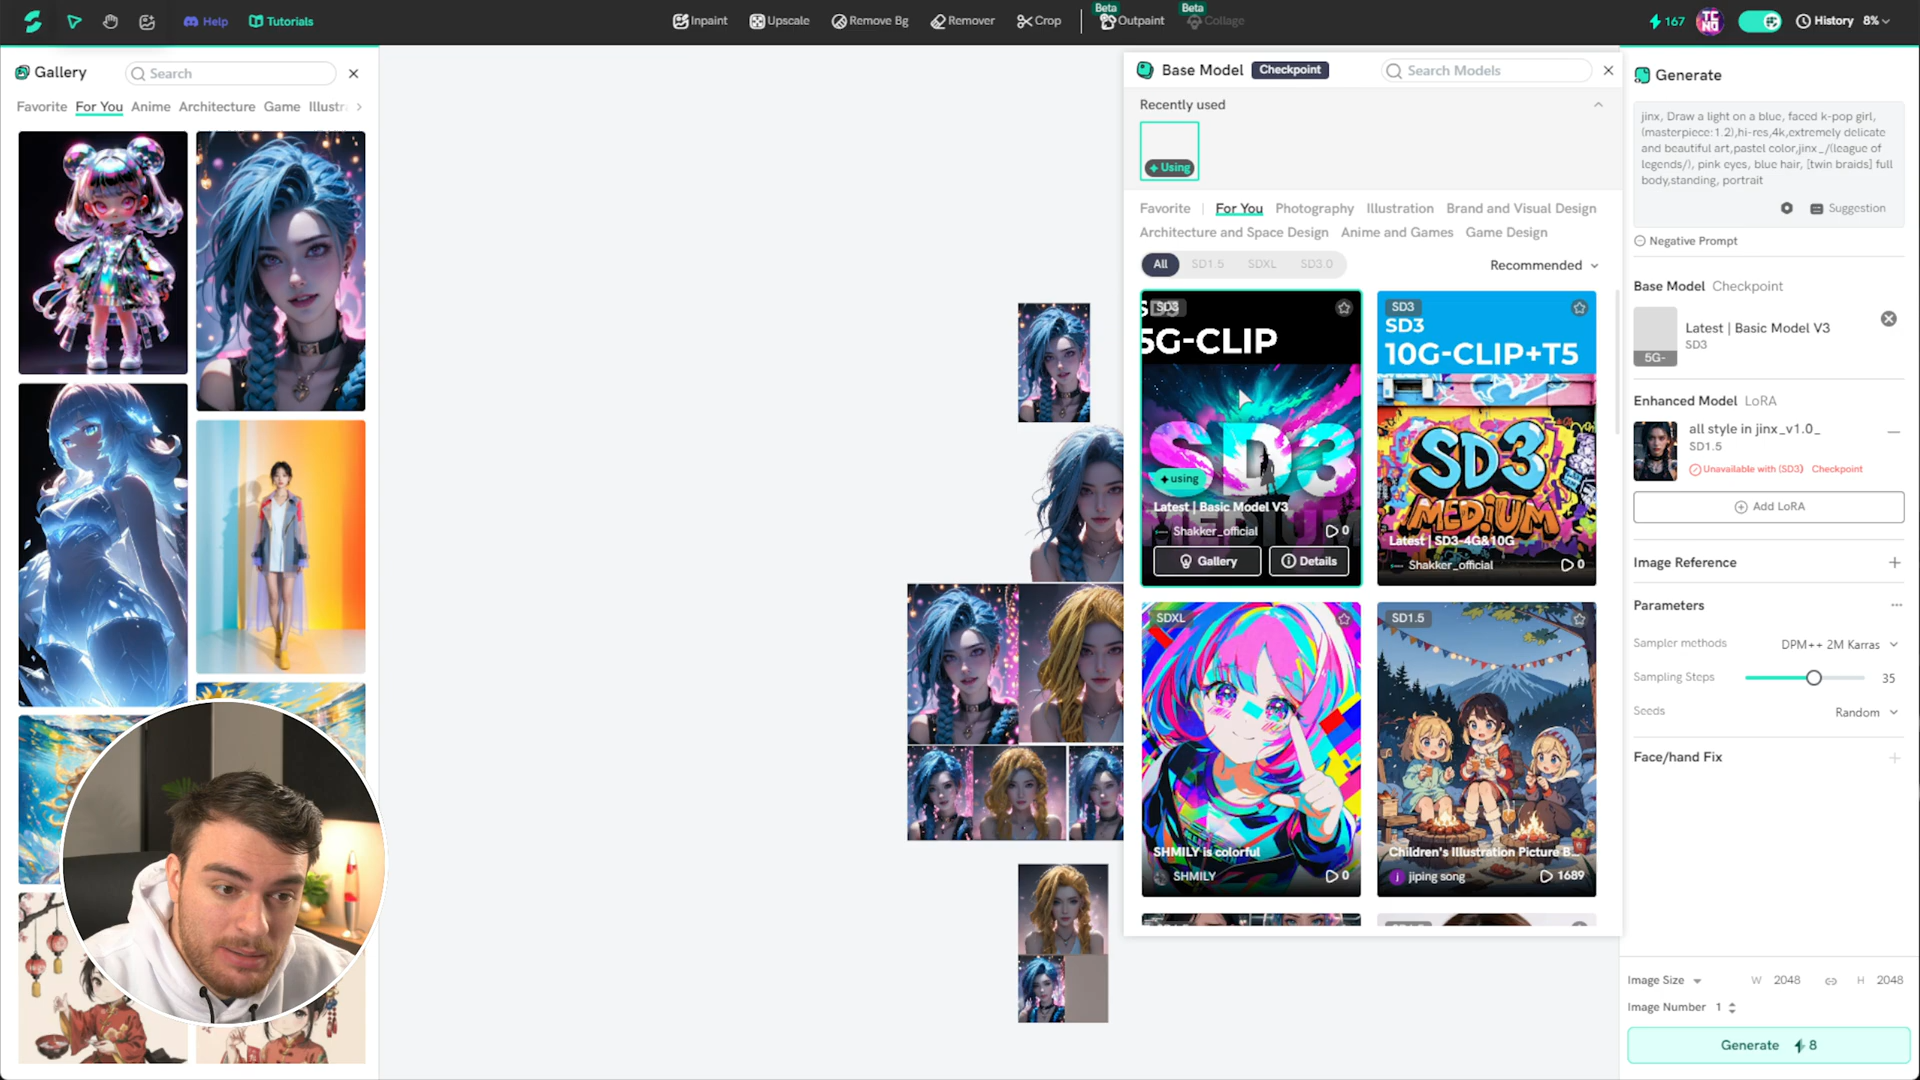 Help
Tutorials
Inpaint
Upscale
Remove Bg
Remover
Crop
Beta
Outpaint
Beta
Collage
167
History
8%
Gallery
Search
Favorite
For You
Anime
Architecture
Game
Illustr
Base Model
Checkpoint
Search Models
Recently used
Using
Favorite
For You
Photography
Illustration
Brand and Visual Design
Architecture and Space Design
Anime and Games
Game Design
All
SD1.5
SDXL
SD3.0
Recommended
SD3
5G-CLIP
SD3
using
Latest | Basic Model V3
Shakker_official
0
Gallery
Details
SD3
SD3
10G-CLIP+T5
SD3
MEDIUM
Latest | SD3-4G&10G
Shakker_official
0
SDXL
SHMILY is colorful
SHMILY
0
SD1.5
Children's Illustration Picture B...
jiping song
1689
Generate
jinx, Draw a light on a blue, faced k-pop girl,
(masterpiece:1.2),hi-res,4k,extremely delicate
and beautiful art,pastel color,jinx_/(league of
legends/), pink eyes, blue hair, [twin braids] full
body,standing, portrait
Suggestion
Negative Prompt
Base Model Checkpoint
5G-
Latest | Basic Model V3
SD3
Enhanced Model LoRA
all style in jinx_v1.0_
SD1.5
Unavailable with (SD3) Checkpoint
Add LoRA
Image Reference
Parameters
Sampler methods
DPM++ 2M Karras
Sampling Steps
35
Seeds
Random
Face/hand Fix
Image Size
W 2048
H 2048
Image Number 1
Generate 8